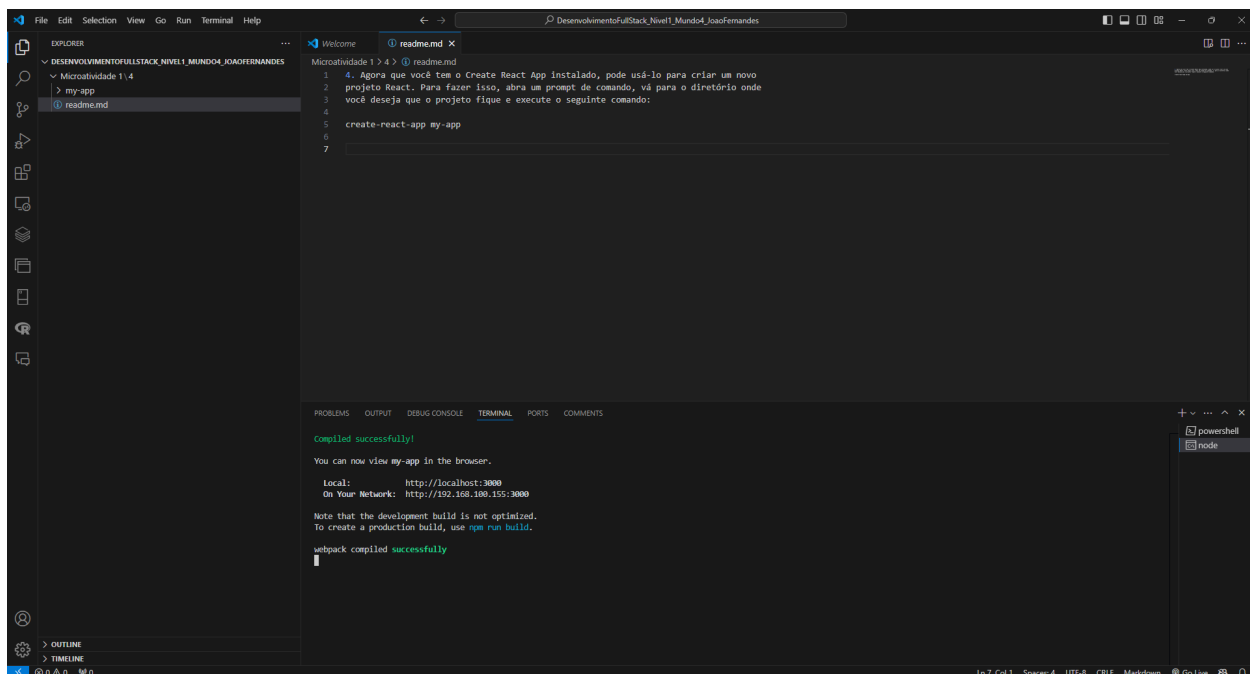 File Edit Selection View Go Run Terminal Help
DesenvolvimentoFullStack_Nivel1_Mundo4_JoaoFernandes
EXPLORER
DESENVOLVIMENTOFULLSTACK_NIVEL1_MUNDO4_JOAOFERNANDES
Microatividade 1 \ 4
my-app
readme.md
OUTLINE
TIMELINE
Welcome
readme.md
Microatividade 1 > 4 > readme.md
1 4. Agora que você tem o Create React App instalado, pode usá-lo para criar um novo
2 projeto React. Para fazer isso, abra um prompt de comando, vá para o diretório onde
3 você deseja que o projeto fique e execute o seguinte comando:
4
5 create-react-app my-app
6
7
PROBLEMS OUTPUT DEBUG CONSOLE TERMINAL PORTS COMMENTS
Compiled successfully!
You can now view my-app in the browser.
Local: http://localhost:3000
On Your Network: http://192.168.100.155:3000
Note that the development build is not optimized.
To create a production build, use npm run build.
webpack compiled successfully
powershell
node
0 0 0
Ln 7, Col 1 Spaces: 4 UTF-8 CRLF Markdown Go Live